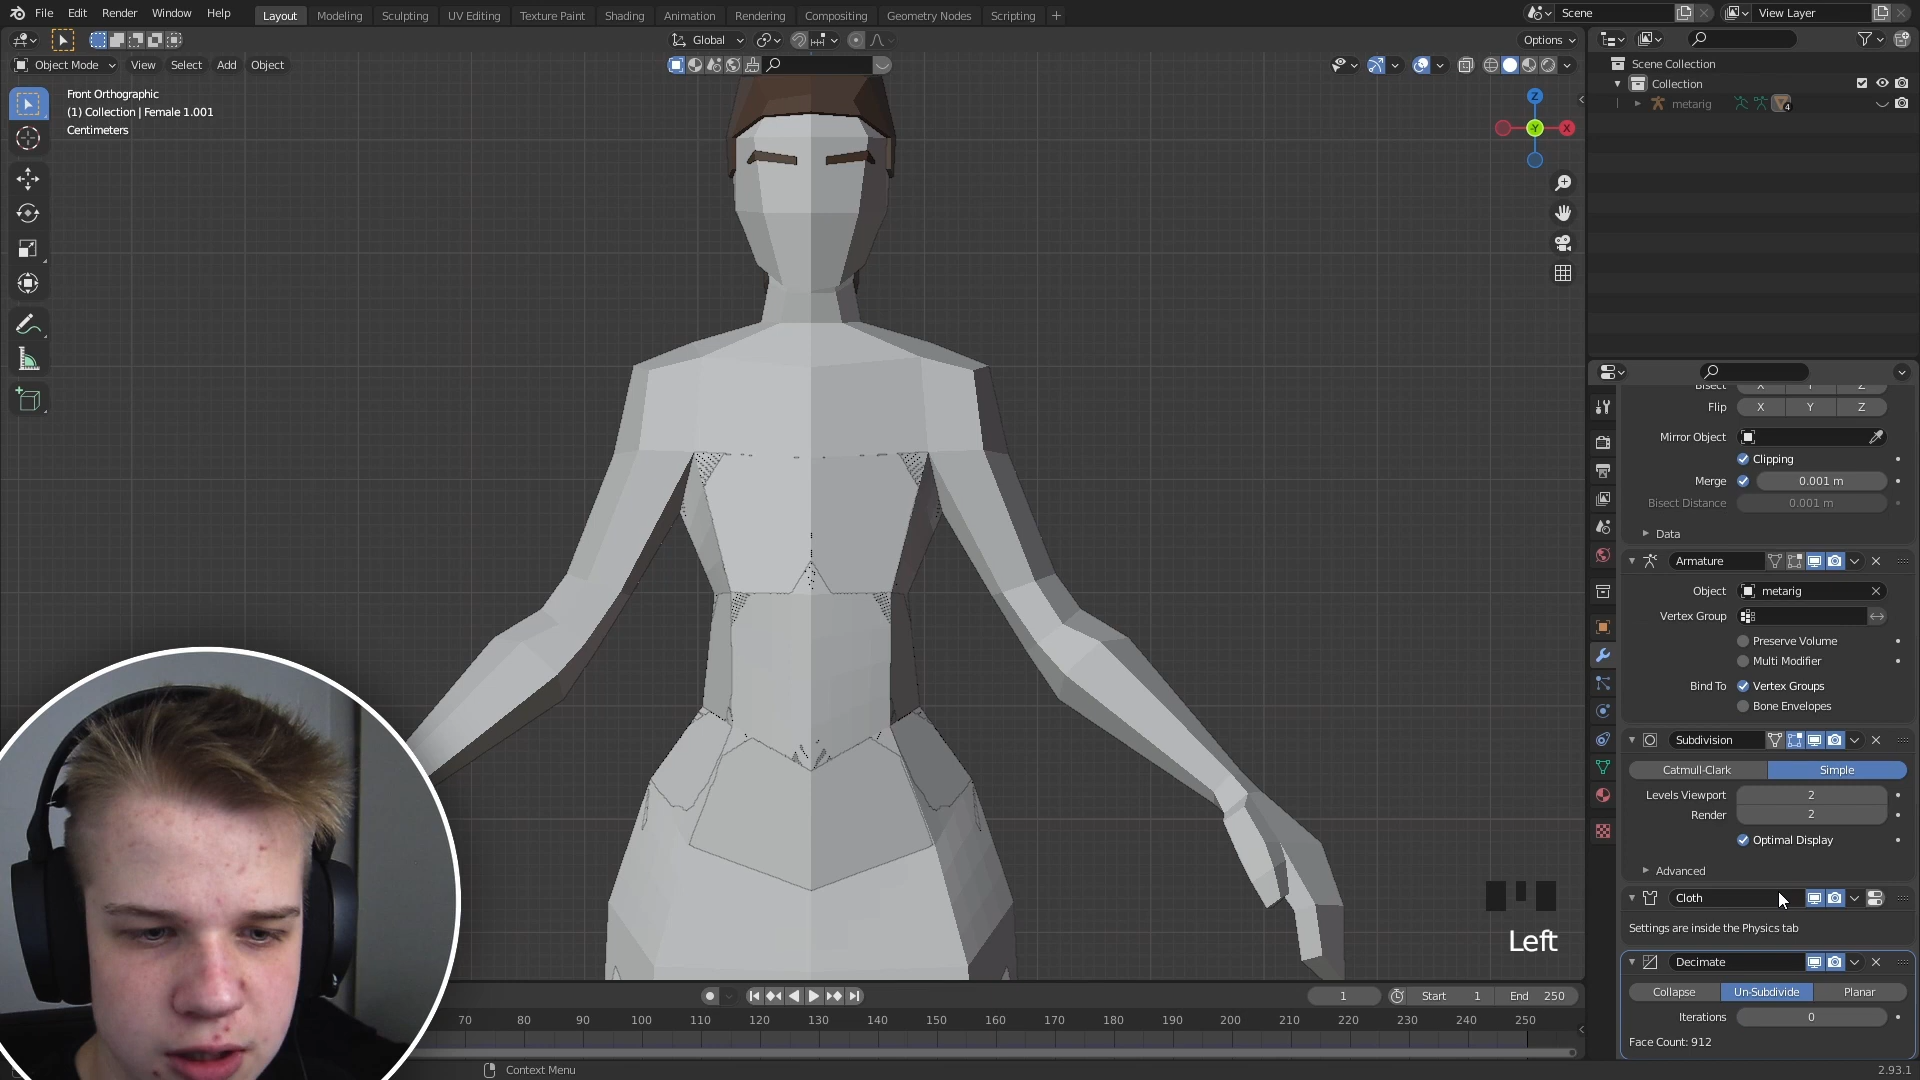 File Edit Render Window Help Layout Modeling Sculpting UV Editing Texture Paint Shading Animation Rendering Compositing Geometry Nodes Scripting + Scene View Layer
Global Options
Object Mode View Select Add Object
Front Orthographic
(1) Collection | Female 1.001
Centimeters
Z
Y X
Scene Collection
Collection
metarig 4
Bisect X Y Z
Flip X Y Z
Mirror Object
Clipping
Merge 0.001 m
Bisect Distance 0.001 m
Data
Armature
Object metarig
Vertex Group
Preserve Volume
Multi Modifier
Bind To Vertex Groups
Bone Envelopes
Subdivision
Catmull-Clark Simple
Levels Viewport 2
Render 2
Optimal Display
Advanced
Cloth
Settings are inside the Physics tab
Decimate
Collapse Un-Subdivide Planar
Iterations 0
Face Count: 912
Left
1 Start 1 End 250
70 80 90 100 110 120 130 140 150 160 170 180 190 200 210 220 230 240 250
Context Menu 2.93.1